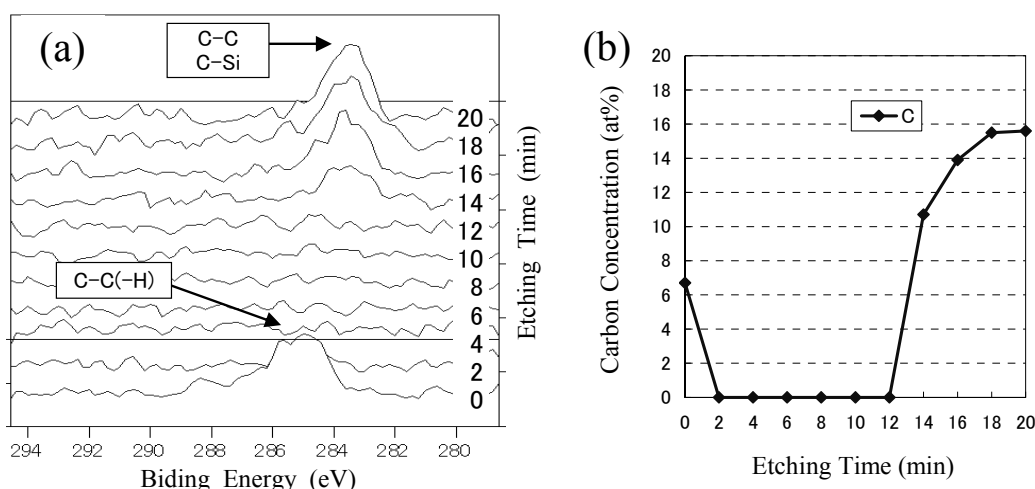 (a)
C-C
C-Si
C-C(-H)
20
18
16
14
12
10
8
6
4
2
0
Etching Time (min)
294 292 290 288 286 284 282 280
Biding Energy (eV)
(b)
Carbon Concentration (at%)
20
18
16
14
12
10
8
6
4
2
0
C
0 2 4 6 8 10 12 14 16 18 20
Etching Time (min)